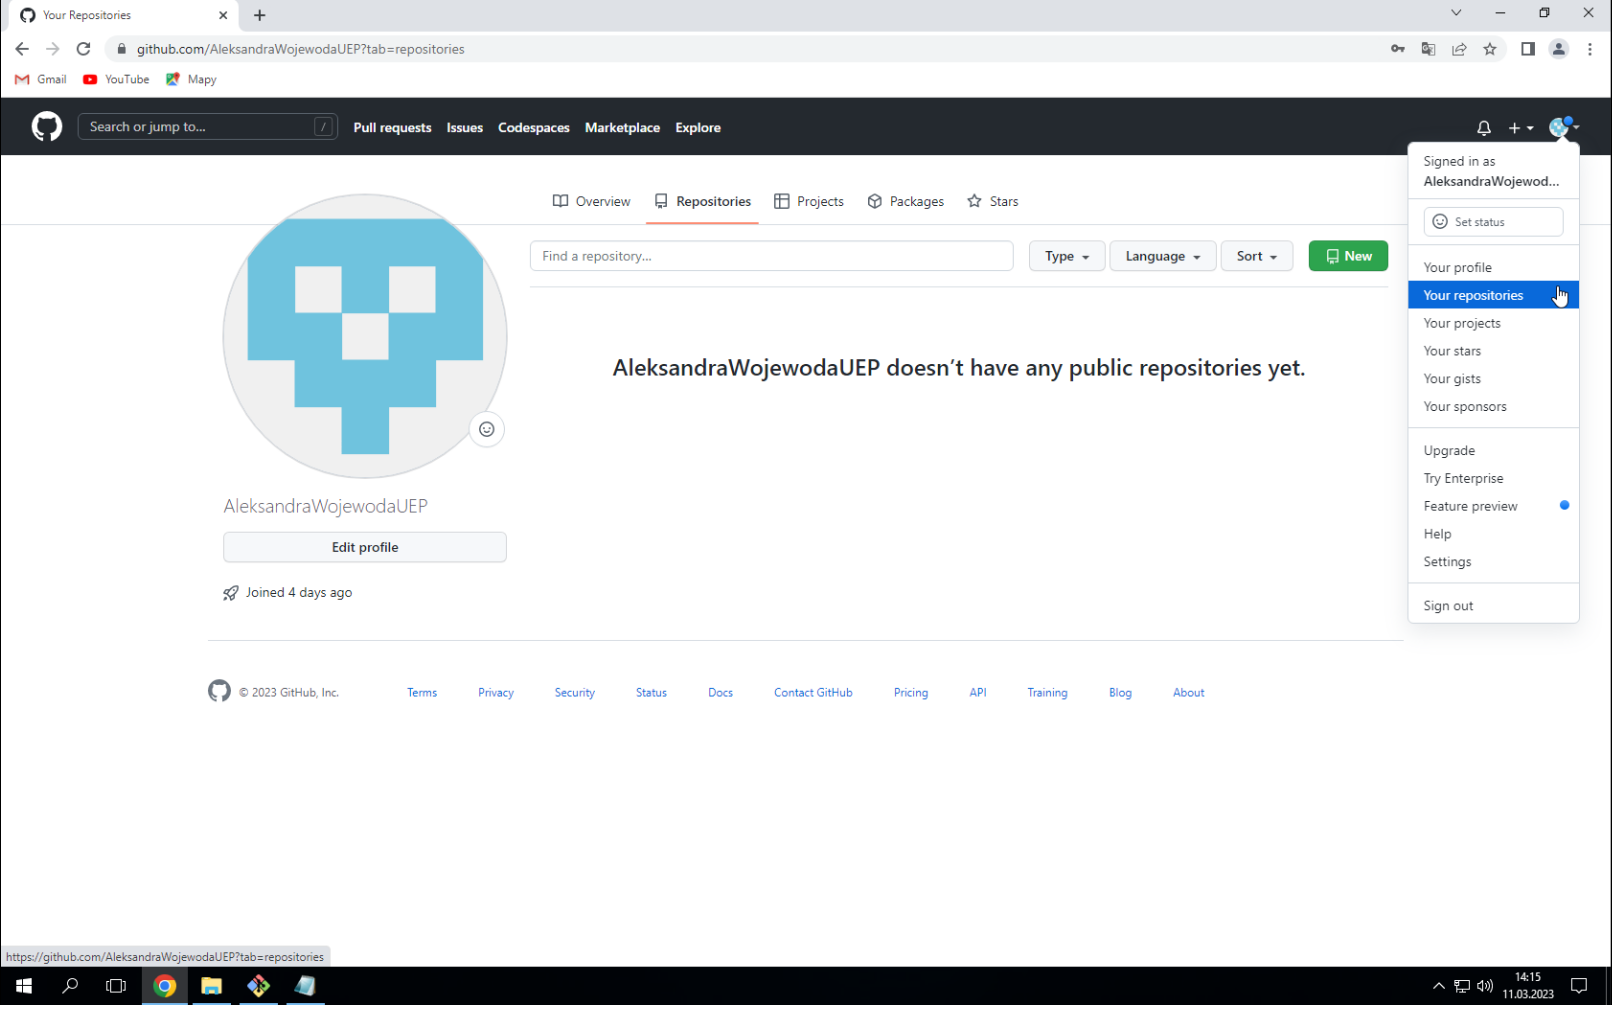 Your Repositories
github.com/AleksandraWojewodaUEP?tab=repositories
Gmail YouTube Mapy
Search or jump to... / Pull requests Issues Codespaces Marketplace Explore
Signed in as
AleksandraWojewod...
Set status
Your profile
Your repositories
Your projects
Your stars
Your gists
Your sponsors
Upgrade
Try Enterprise
Feature preview
Help
Settings
Sign out
Overview Repositories Projects Packages Stars
Find a repository... Type Language Sort New
AleksandraWojewodaUEP doesn’t have any public repositories yet.
AleksandraWojewodaUEP
Edit profile
Joined 4 days ago
© 2023 GitHub, Inc. Terms Privacy Security Status Docs Contact GitHub Pricing API Training Blog About
https://github.com/AleksandraWojewodaUEP?tab=repositories
14:15
11.03.2023